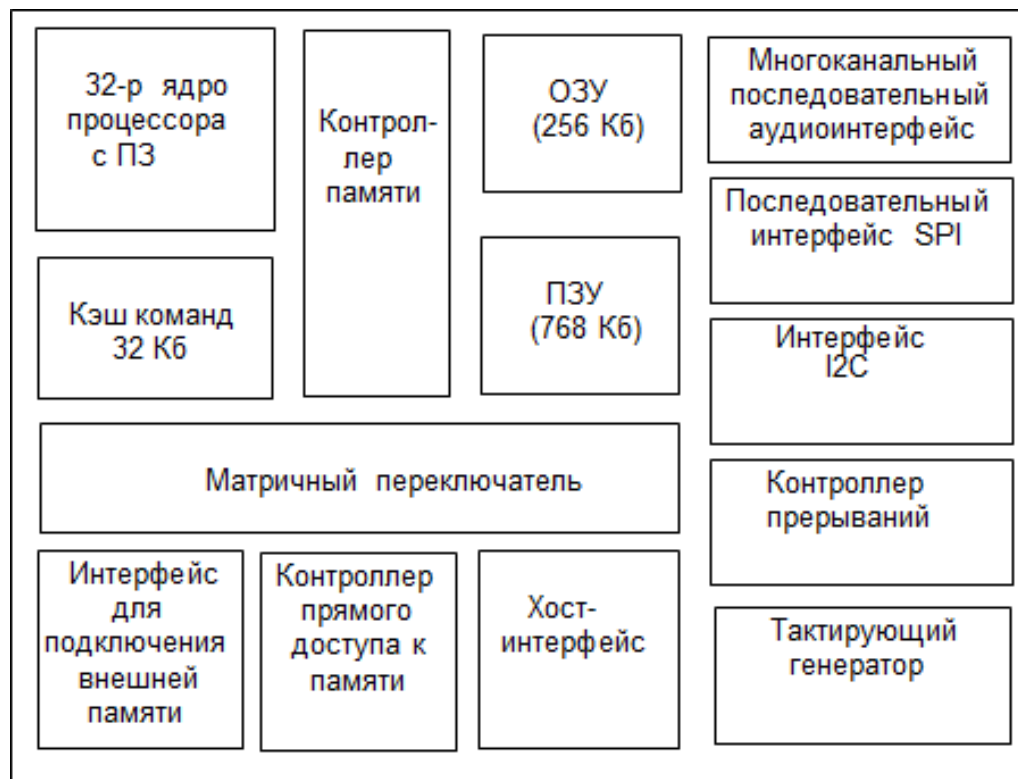 32-р ядро
процессора
с ПЗ
Контрол-
лер
памяти
ОЗУ
(256 Кб)
Многоканальный
последовательный
аудиоинтерфейс
Последовательный
интерфейс SPI
Кэш команд
32 Кб
ПЗУ
(768 Кб)
Интерфейс
I2C
Матричный переключатель
Контроллер
прерываний
Интерфейс
для
подключения
внешней
памяти
Контроллер
прямого
доступа к
памяти
Хост-
интерфейс
Тактирующий
генератор